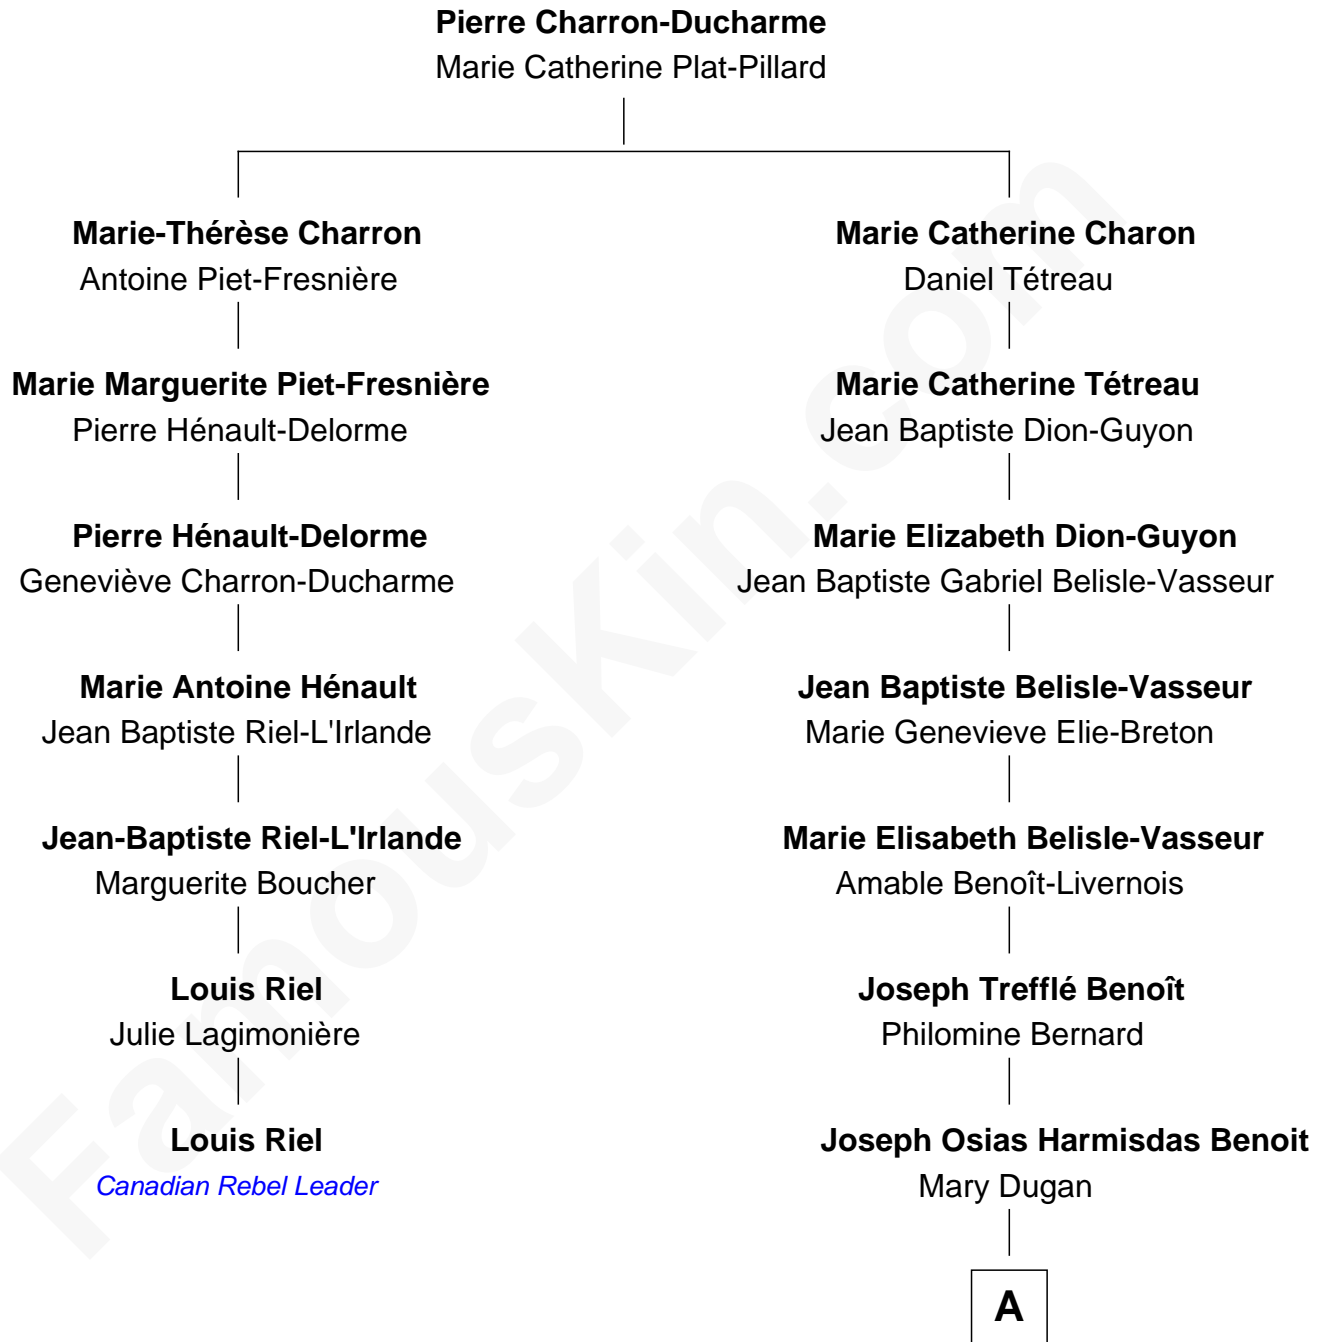 Pierre Charron-Ducharme
Marie Catherine Plat-Pillard
Marie-Thérèse Charron
Antoine Piet-Fresnière
Marie Marguerite Piet-Fresnière
Pierre Hénault-Delorme
Pierre Hénault-Delorme
Geneviève Charron-Ducharme
Marie Antoine Hénault
Jean Baptiste Riel-L'Irlande
Jean-Baptiste Riel-L'Irlande
Marguerite Boucher
Louis Riel
Julie Lagimonière
Louis Riel
Canadian Rebel Leader
Marie Catherine Charon
Daniel Tétreau
Marie Catherine Tétreau
Jean Baptiste Dion-Guyon
Marie Elizabeth Dion-Guyon
Jean Baptiste Gabriel Belisle-Vasseur
Jean Baptiste Belisle-Vasseur
Marie Genevieve Elie-Breton
Marie Elisabeth Belisle-Vasseur
Amable Benoît-Livernois
Joseph Trefflé Benoît
Philomine Bernard
Joseph Osias Harmisdas Benoit
Mary Dugan
A
FamousKin.com